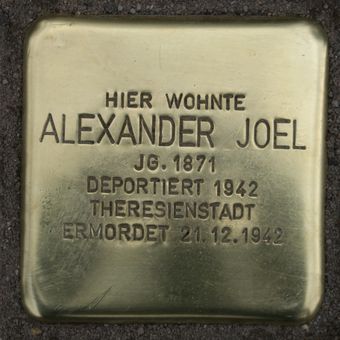 HIER WOHNTE
ALEXANDER JOEL
JG. 1871
DEPORTIERT 1942
THERESIENSTADT
ERMORDET 21.12.1942